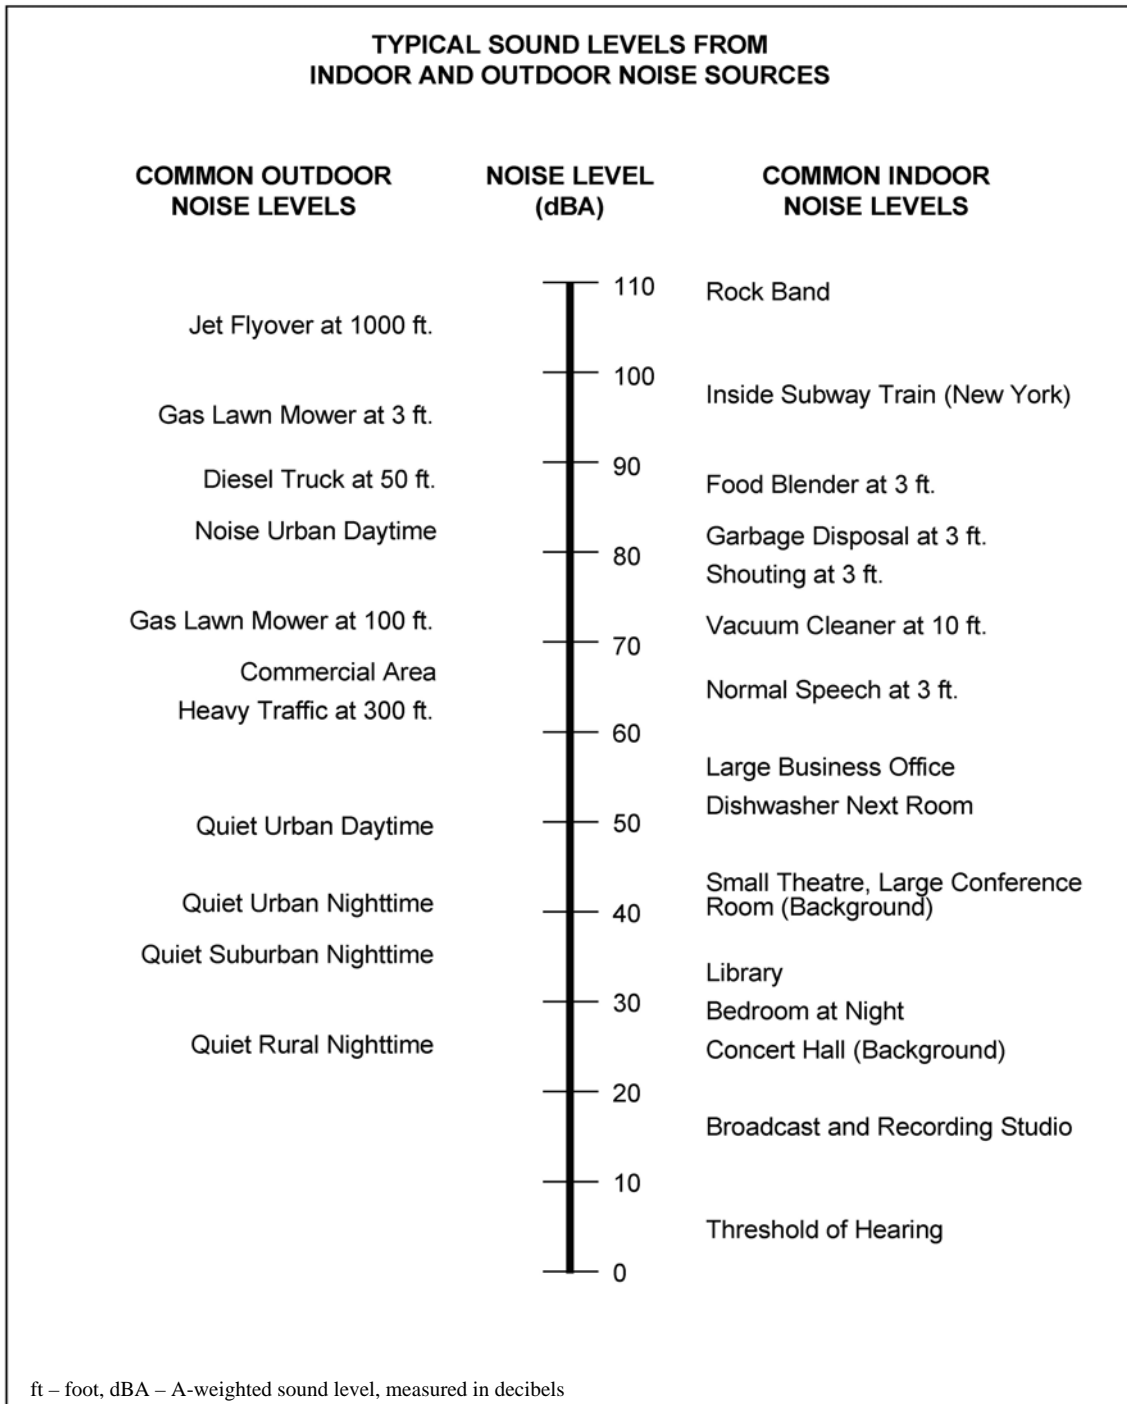 TYPICAL SOUND LEVELS FROM
INDOOR AND OUTDOOR NOISE SOURCES
COMMON OUTDOOR
NOISE LEVELS
NOISE LEVEL
(dBA)
COMMON INDOOR
NOISE LEVELS
110
Rock Band
Jet Flyover at 1000 ft.
100
Inside Subway Train (New York)
Gas Lawn Mower at 3 ft.
90
Diesel Truck at 50 ft.
Food Blender at 3 ft.
Noise Urban Daytime
Garbage Disposal at 3 ft.
80
Shouting at 3 ft.
Gas Lawn Mower at 100 ft.
Vacuum Cleaner at 10 ft.
70
Commercial Area
Normal Speech at 3 ft.
Heavy Traffic at 300 ft.
60
Large Business Office
Dishwasher Next Room
50
Quiet Urban Daytime
Small Theatre, Large Conference
Room (Background)
Quiet Urban Nighttime
40
Quiet Suburban Nighttime
Library
30
Bedroom at Night
Quiet Rural Nighttime
Concert Hall (Background)
20
Broadcast and Recording Studio
10
Threshold of Hearing
0
ft – foot, dBA – A-weighted sound level, measured in decibels